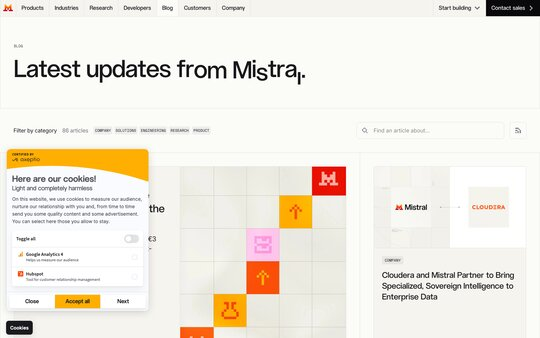 Products Industries Research Developers Blog Customers Company Start building Contact sales
BLOG
Latest updates from Mistral.
Filter by category 86 articles COMPANY SOLUTIONS ENGINEERING RESEARCH PRODUCT Find an article about...
CERTIFIED BY
axeptio
Here are our cookies!
Light and completely harmless
On this website, we use cookies to measure our audience,
nurture our relationship with you and, from time to time
send you some quality content and some advertisement.
You can select here those you allow to stay.
Toggle all
Google Analytics 4
Helps us measure our audience
Hubspot
Tool for customer relationship management
Close Accept all Next
Cookies
the
€3
Mistral CLOUDERA
COMPANY
Cloudera and Mistral Partner to Bring
Specialized, Sovereign Intelligence to
Enterprise Data